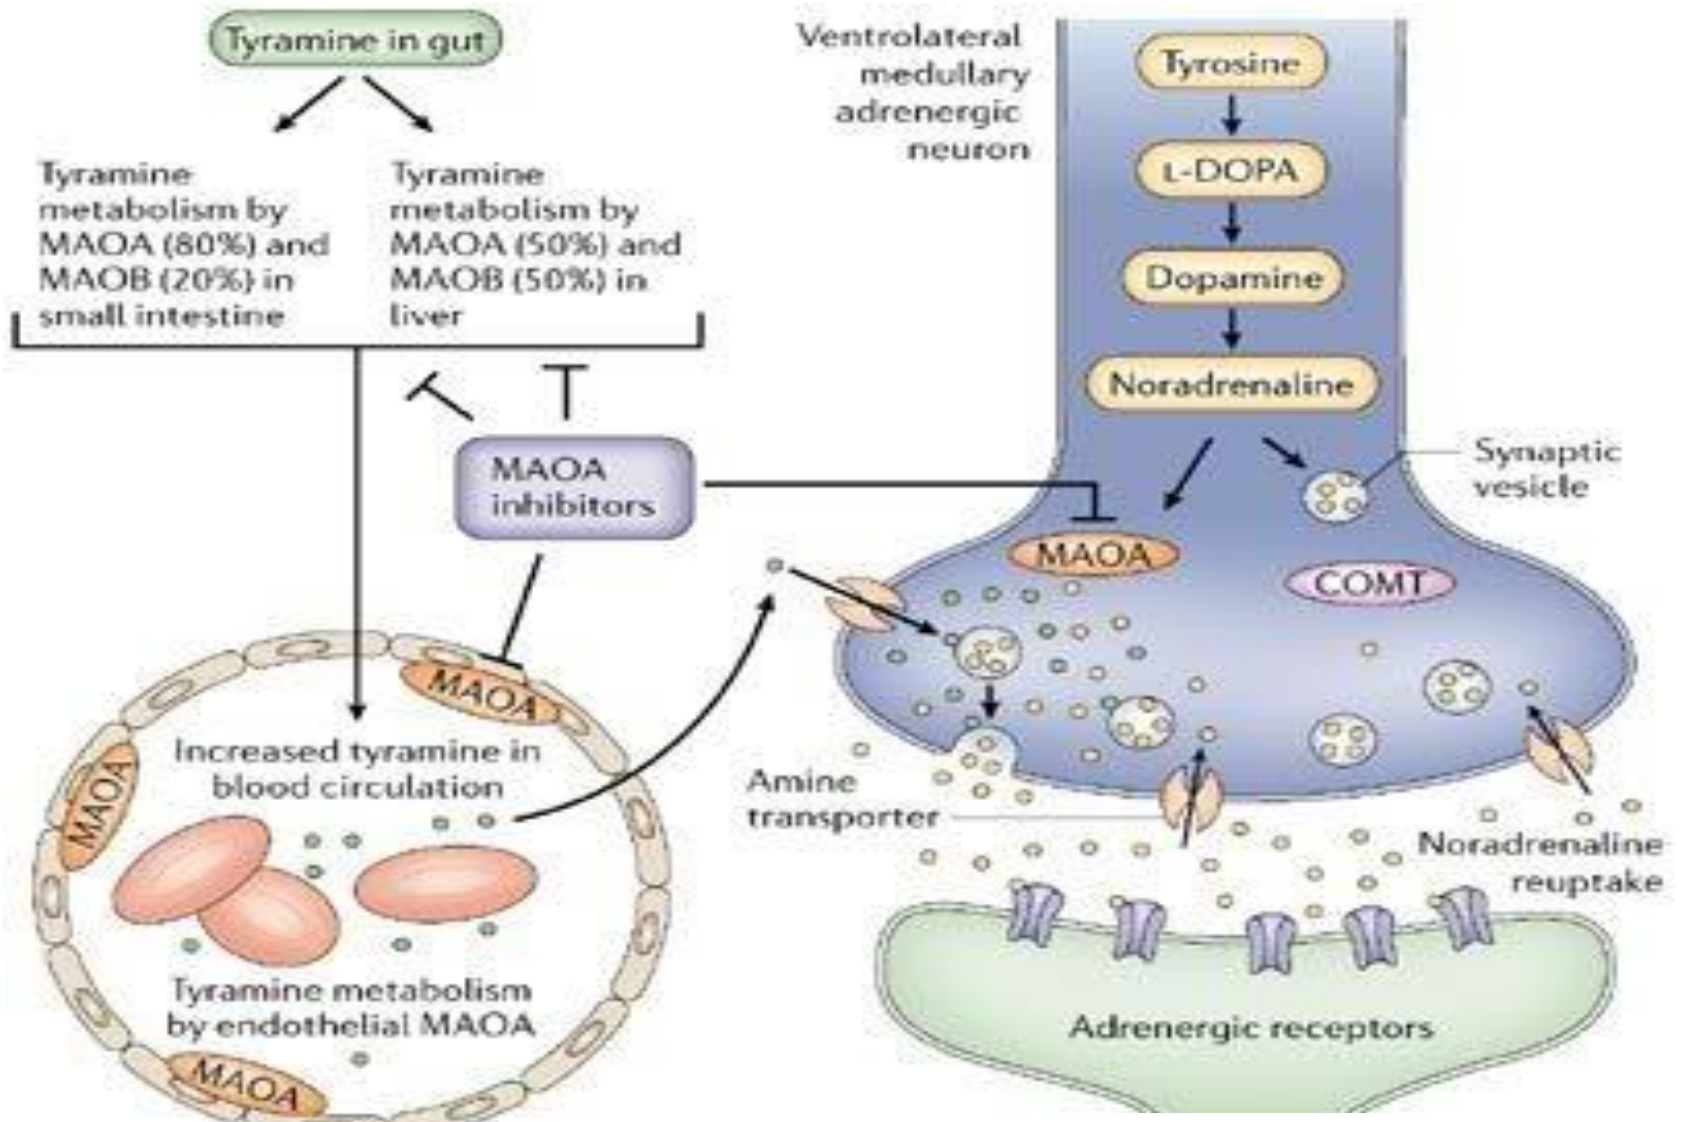 Tyramine in gut
Tyramine
metabolism by
MAOA (80%) and
MAOB (20%) in
small intestine
Tyramine
metabolism by
MAOA (50%) and
MAOB (50%) in
liver
MAOA
inhibitors
MAOA
MAOA
Increased tyramine in
blood circulation
Tyramine metabolism
by endothelial MAOA
MAOA
Ventrolateral
medullary
adrenergic
neuron
Tyrosine
L-DOPA
Dopamine
Noradrenaline
Synaptic
vesicle
MAOA
COMT
Amine
transporter
Noradrenaline
reuptake
Adrenergic receptors